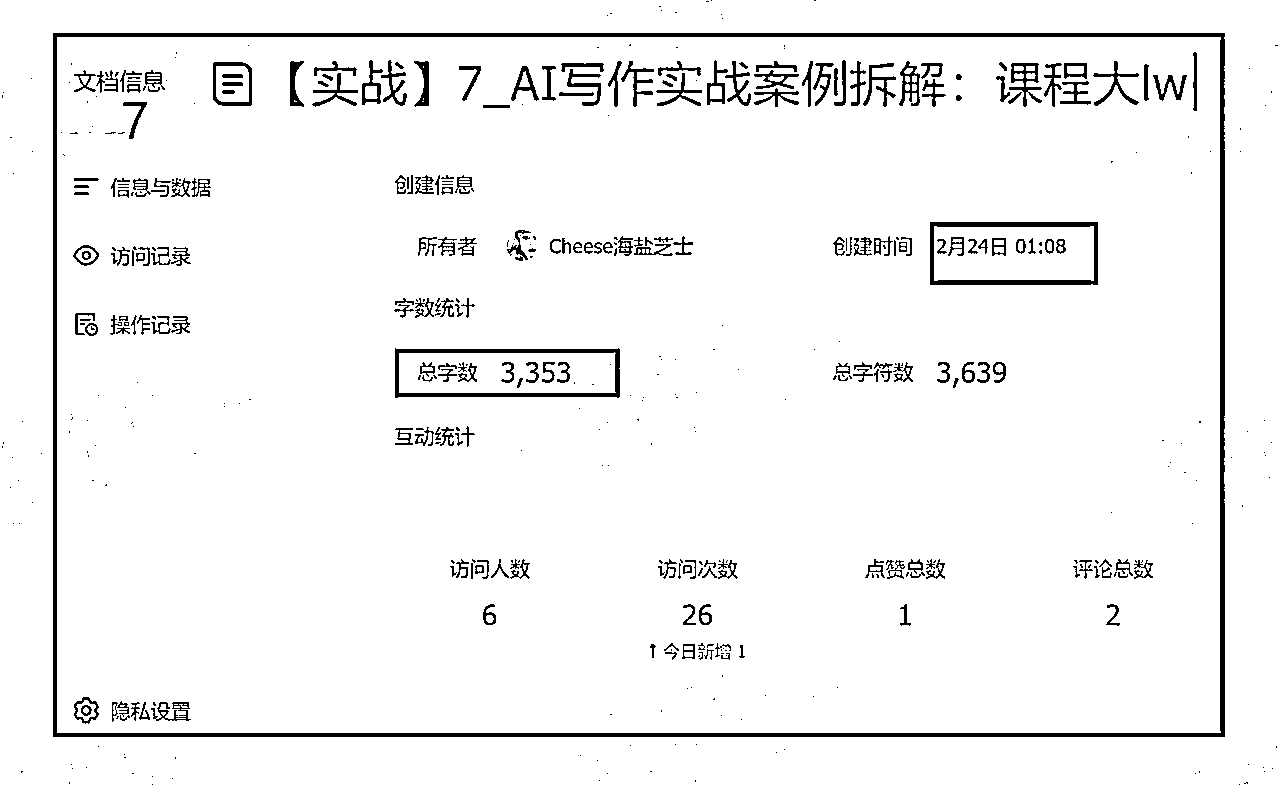 文档信息
【实战】7_AI写作实战案例拆解：课程大lw
7
信息与数据
访问记录
操作记录
创建信息
所有者 Cheese海盐芝士 创建时间 2月24日 01:08
字数统计
总字数 3,353 总字符数 3,639
互动统计
访问人数 访问次数 点赞总数 评论总数
6 26 1 2
↑ 今日新增 1
隐私设置